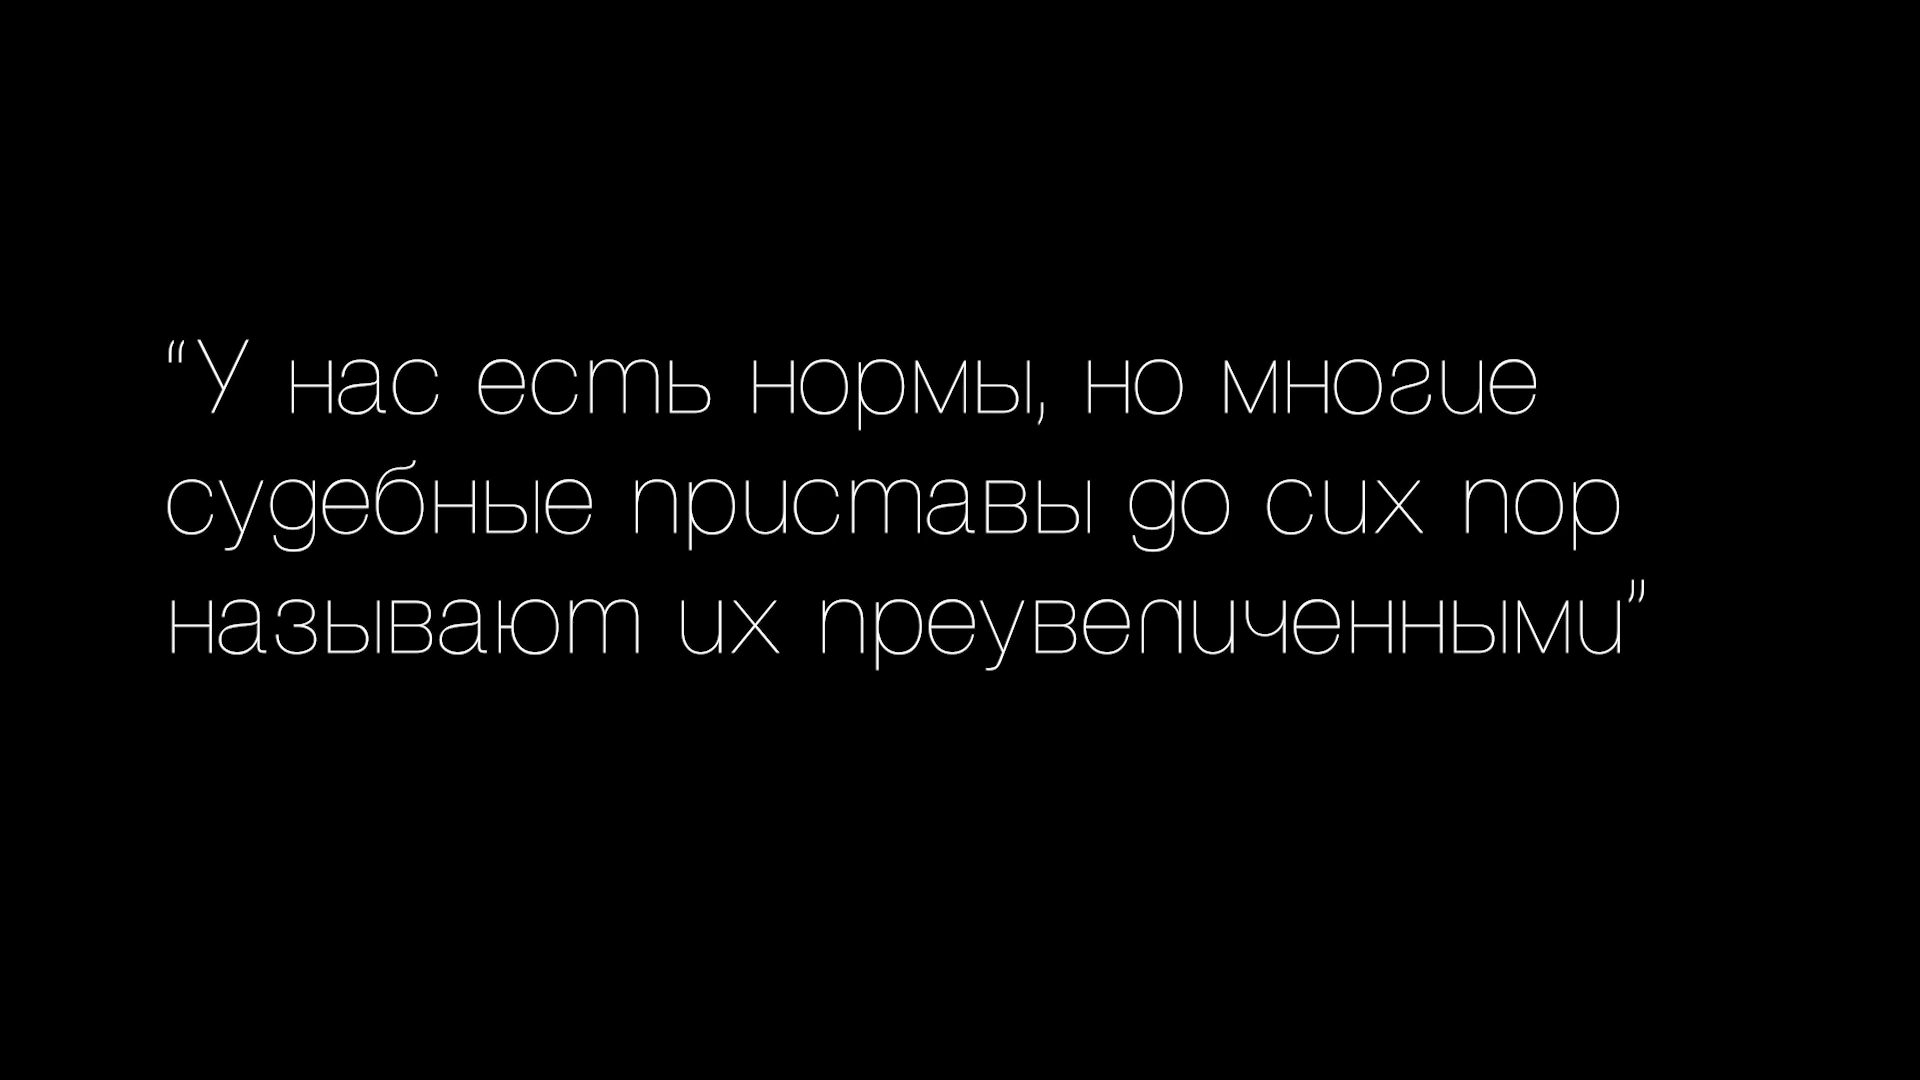 “У нас есть нормы, но многие
судебные приставы до сих пор
называют их преувеличенными”